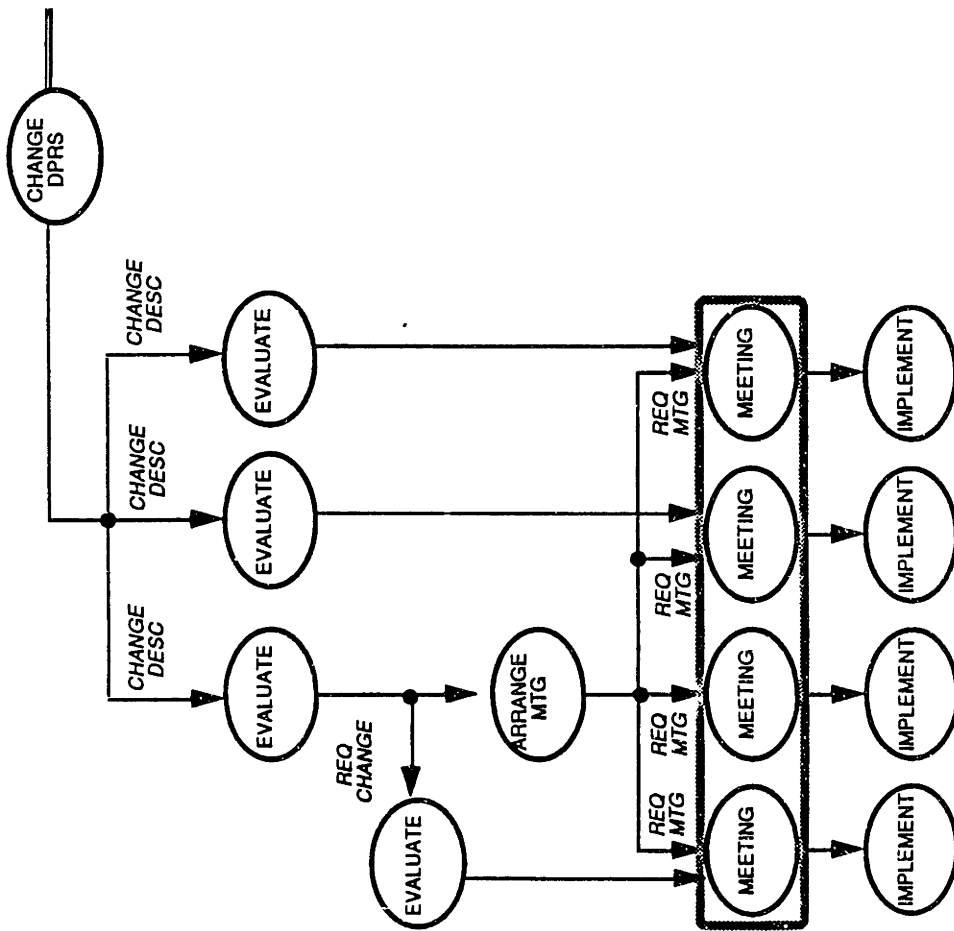 CHANGE
DPRS
CHANGE
DESC
CHANGE
DESC
CHANGE
DESC
EVALUATE
EVALUATE
EVALUATE
REQ
CHANGE
EVALUATE
ARRANGE
MTG
REQ
MTG
REQ
MTG
REQ
MTG
REQ
MTG
MEETING
MEETING
MEETING
MEETING
IMPLEMENT
IMPLEMENT
IMPLEMENT
IMPLEMENT